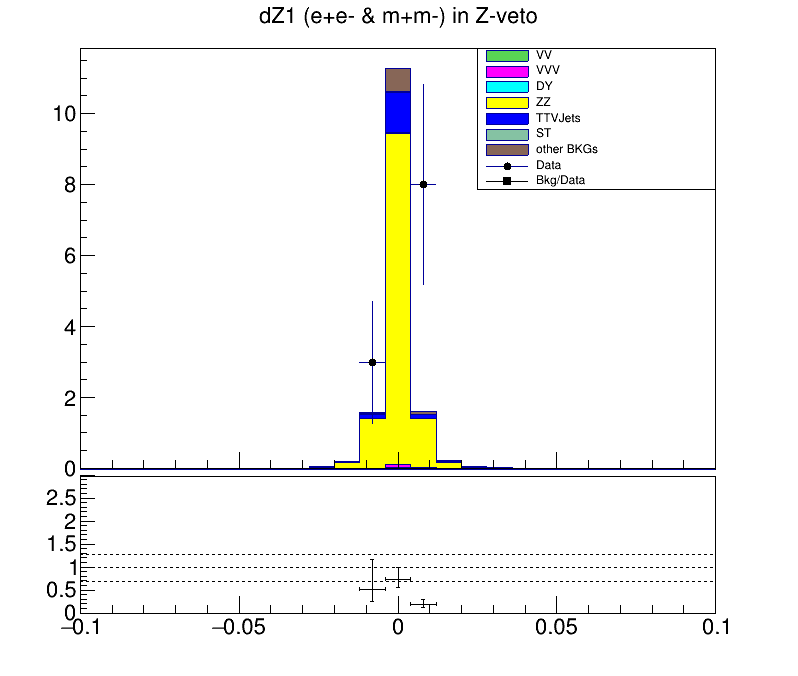 dZ1 (e+e- & m+m-) in Z-veto
VV
VVV
DY
ZZ
TTVJets
ST
other BKGs
Data
Bkg/Data
10
8
6
4
2
0
2.5
2
1.5
1
0.5
0
−0.1 −0.05 0 0.05 0.1